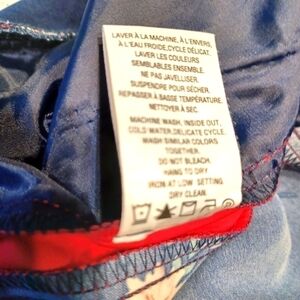 LAVER À LA MACHINE, À L'ENVERS,
À L'EAU FROIDE, CYCLE DÉLICAT.
LAVER LES COULEURS
SEMBLABLES ENSEMBLE.
NE PAS JAVELLISER.
SUSPENDRE POUR SÉCHER.
REPASSER À BASSE TEMPÉRATURE.
NETTOYER À SEC.
MACHINE WASH, INSIDE OUT,
COLD WATER, DELICATE CYCLE.
WASH SIMILAR COLORS
TOGETHER.
DO NOT BLEACH.
HANG TO DRY
IRON AT LOW SETTING
DRY CLEAN